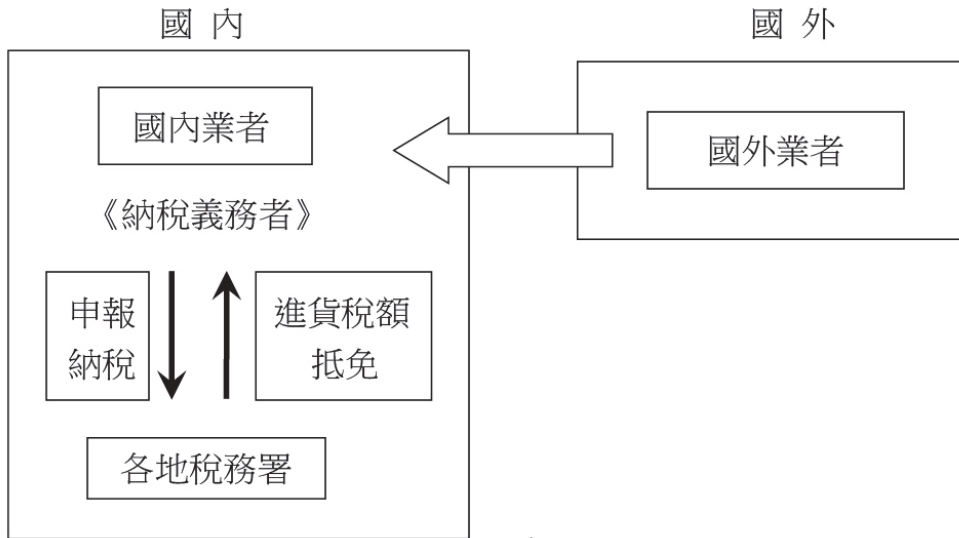 國內
國外
國內業者
國外業者
《納稅義務者》
申報
納稅
進貨稅額
抵免
各地稅務署